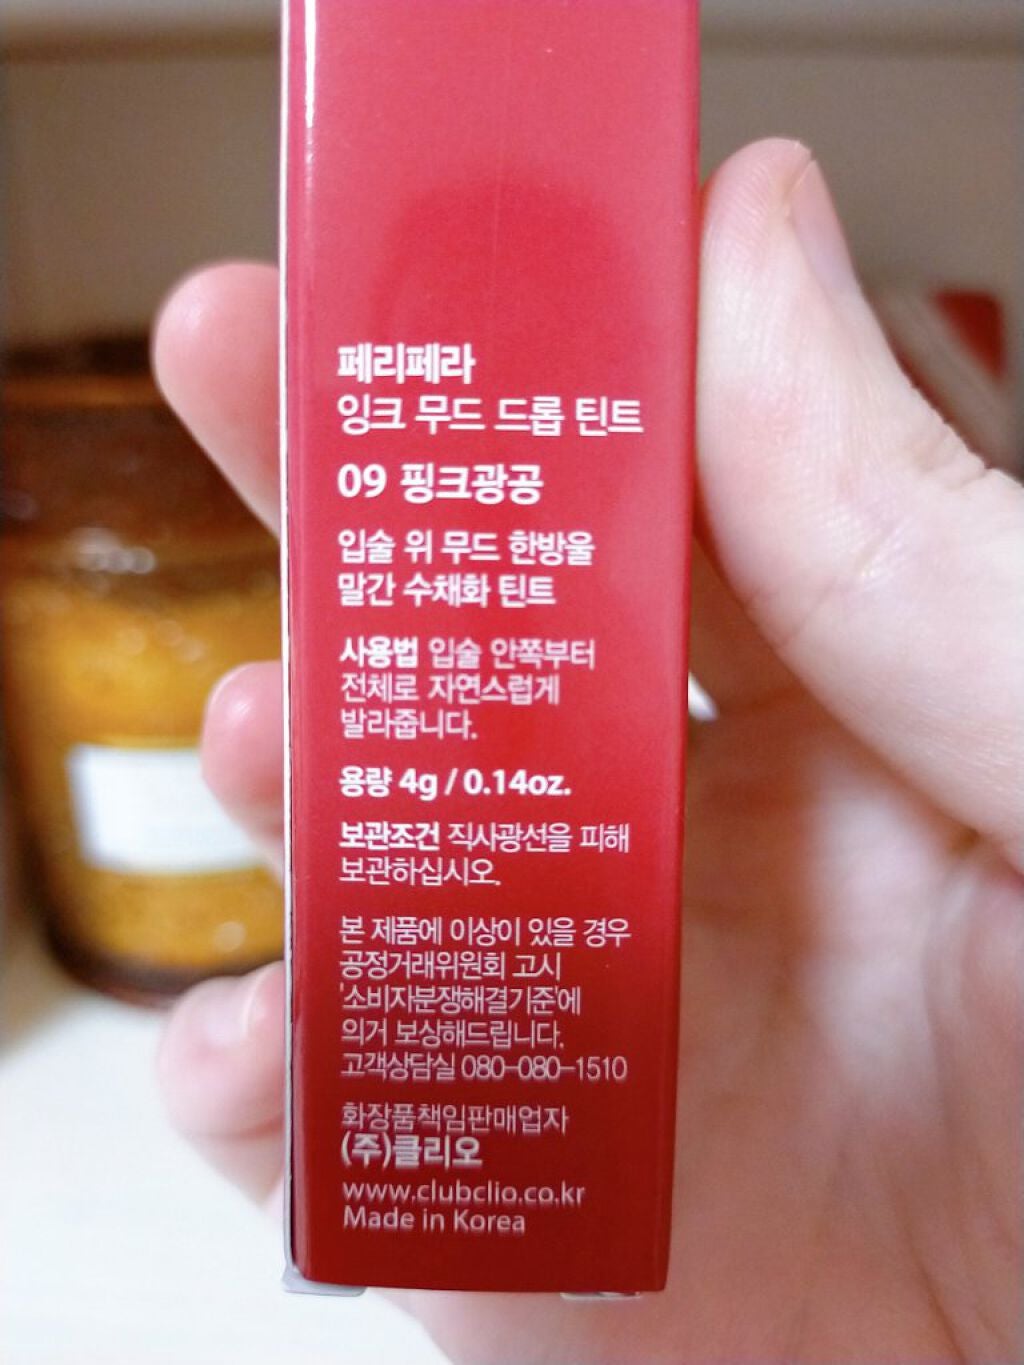 페리페라
잉크 무드 드롭 틴트
09 핑크광공
입술 위 무드 한방울
말간 수채화 틴트
사용법 입술 안쪽부터
전체로 자연스럽게
발라줍니다.
용량 4g / 0.14oz.
보관조건 직사광선을 피해
보관하십시오.
본 제품에 이상이 있을 경우
공정거래위원회 고시
'소비자분쟁해결기준'에
의거 보상해드립니다.
고객상담실 080-080-1510
화장품책임판매업자
(주)클리오
www.clubclio.co.kr
Made in Korea